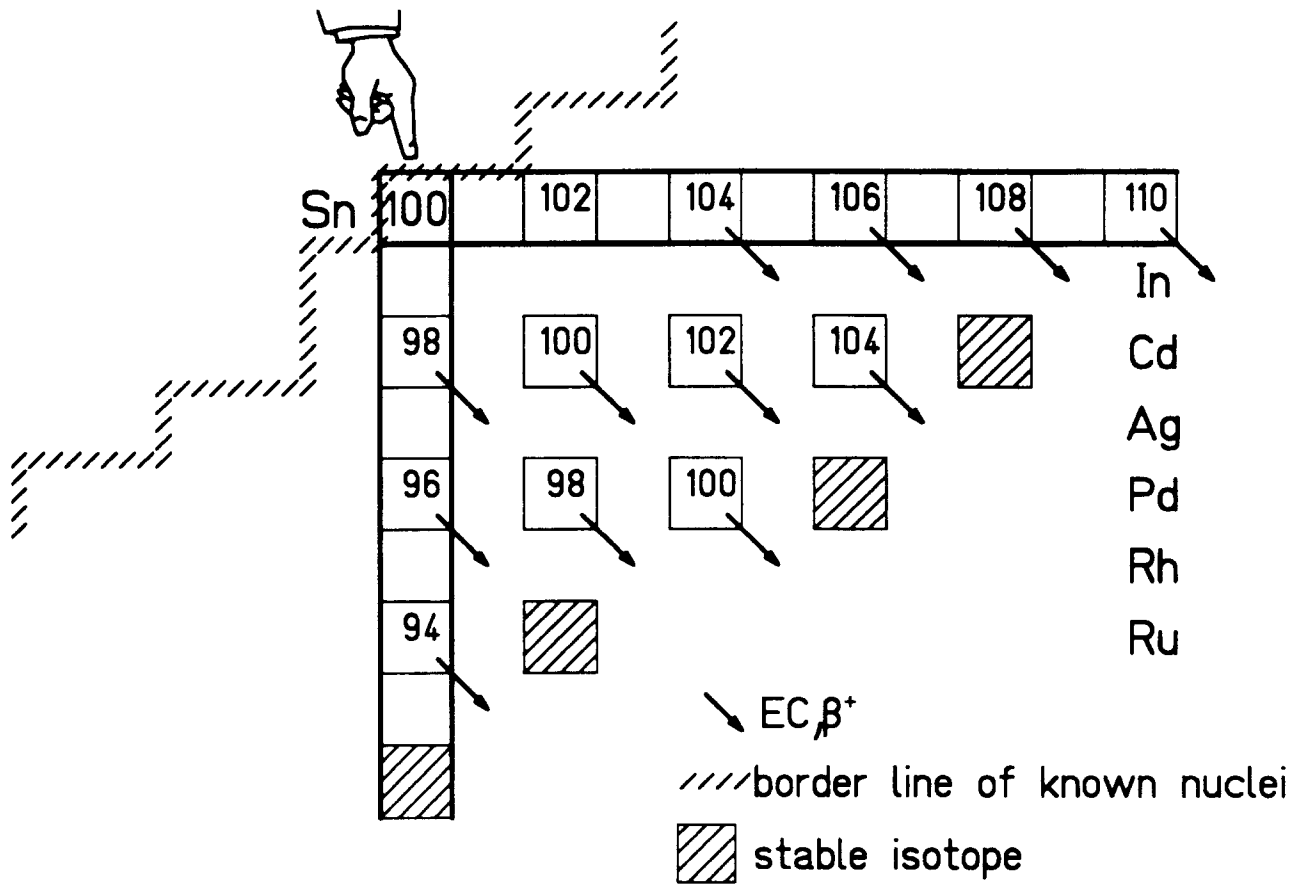 Sn 100 102 104 106 108 110
In
98 100 102 104 Cd
Ag
96 98 100 Pd
Rh
94 Ru
EC,β⁺
border line of known nuclei
stable isotope